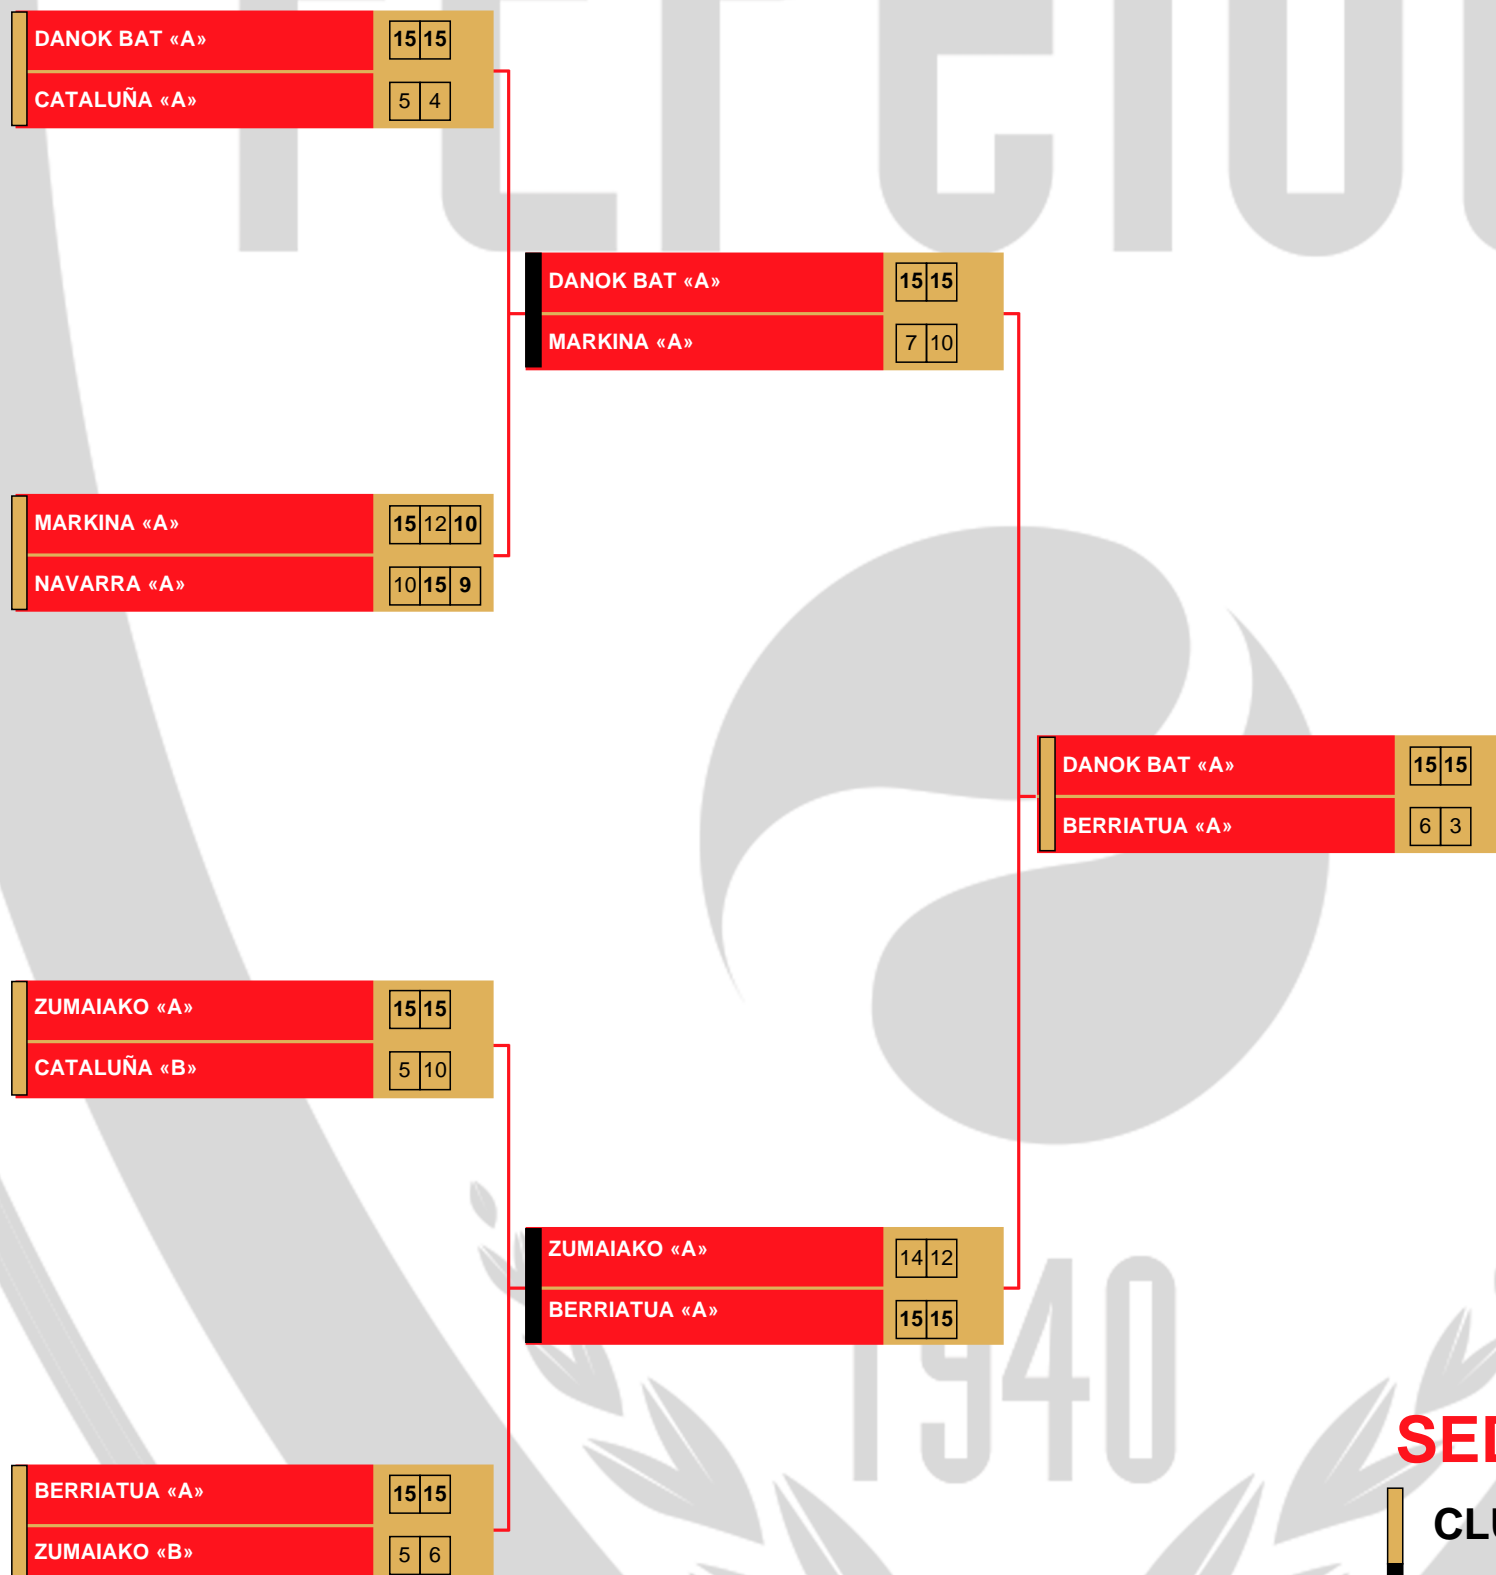 DANOK BAT «A» 15 15
CATALUÑA «A» 5 4
MARKINA «A» 15 12 10
NAVARRA «A» 10 15 9
ZUMAIAKO «A» 15 15
CATALUÑA «B» 5 10
BERRIATUA «A» 15 15
ZUMAIAKO «B» 5 6
DANOK BAT «A» 15 15
MARKINA «A» 7 10
ZUMAIAKO «A» 14 12
BERRIATUA «A» 15 15
DANOK BAT «A» 15 15
BERRIATUA «A» 6 3
1940